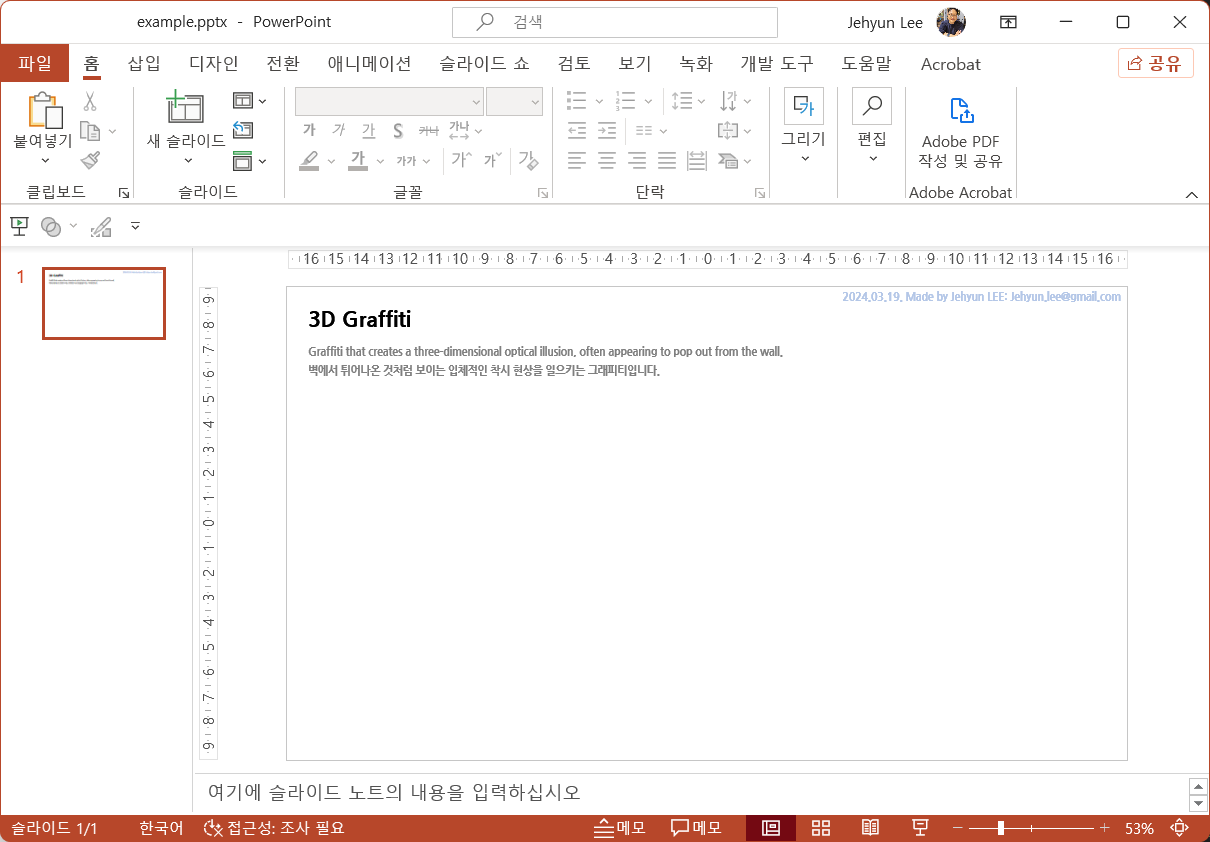 example.pptx - PowerPoint
검색
Jehyun Lee
파일 홈 삽입 디자인 전환 애니메이션 슬라이드 쇼 검토 보기 녹화 개발 도구 도움말 Acrobat 공유
붙여넣기
새 슬라이드
가 가 가 S 가나 가나
가 가가 가 가
그리기
편집
Adobe PDF
작성 및 공유
클립보드 슬라이드 글꼴 단락 Adobe Acrobat
1
16 15 14 13 12 11 10 9 8 7 6 5 4 3 2 1 0 1 2 3 4 5 6 7 8 9 10 11 12 13 14 15 16
9 8 7 6 5 4 3 2 1 0 1 2 3 4 5 6 7 8 9
2024.03.19. Made by Jehyun LEE: Jehyun.lee@gmail.com
3D Graffiti
Graffiti that creates a three-dimensional optical illusion, often appearing to pop out from the wall.
벽에서 튀어나온 것처럼 보이는 입체적인 착시 현상을 일으키는 그래피티입니다.
여기에 슬라이드 노트의 내용을 입력하십시오
슬라이드 1/1 한국어 접근성: 조사 필요 메모 메모 53%